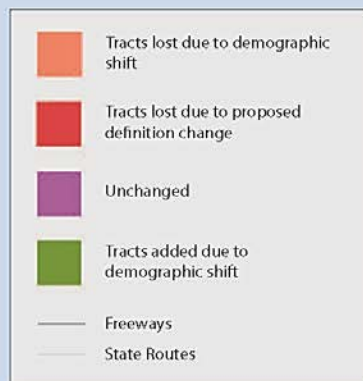 Tracts lost due to demographic
shift
Tracts lost due to proposed
definition change
Unchanged
Tracts added due to
demographic shift
Freeways
State Routes